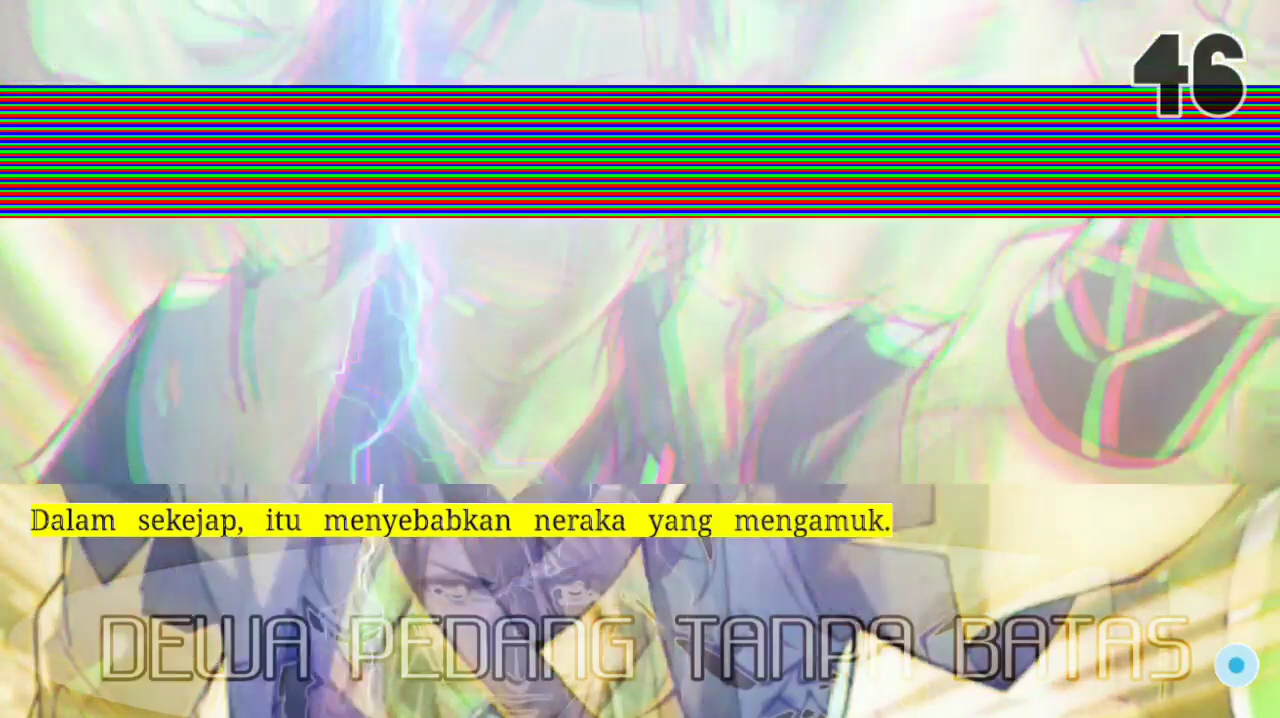 46
Dalam sekejap, itu menyebabkan neraka yang mengamuk.
DEWA PEDANG TANPA BATAS